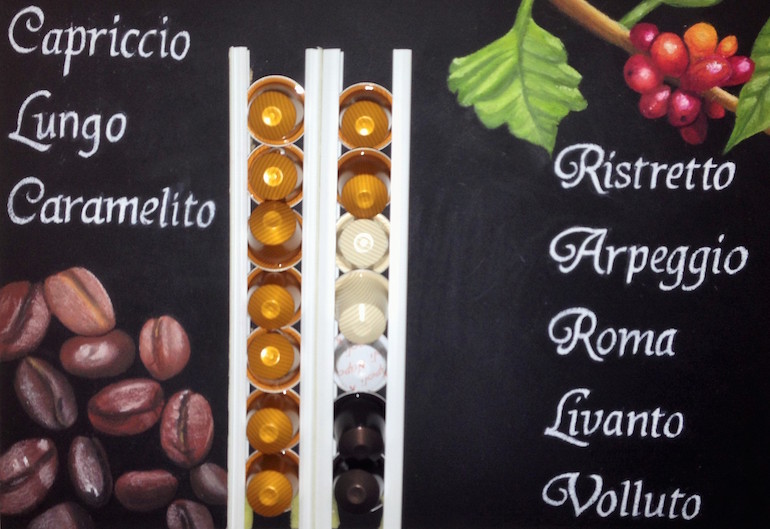 Capriccio
Lungo
Caramelito
Ristretto
Arpeggio
Roma
Livanto
Volluto